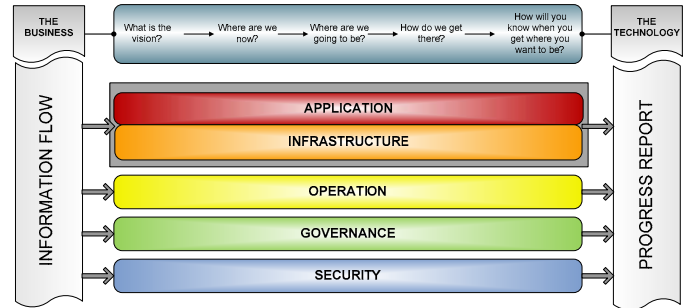 THE
BUSINESS
What is the
vision?
Where are we
now?
Where are we
going to be?
How do we get
there?
How will you
know when you
get where you
want to be?
THE
TECHNOLOGY
INFORMATION FLOW
APPLICATION
INFRASTRUCTURE
OPERATION
GOVERNANCE
SECURITY
PROGRESS REPORT